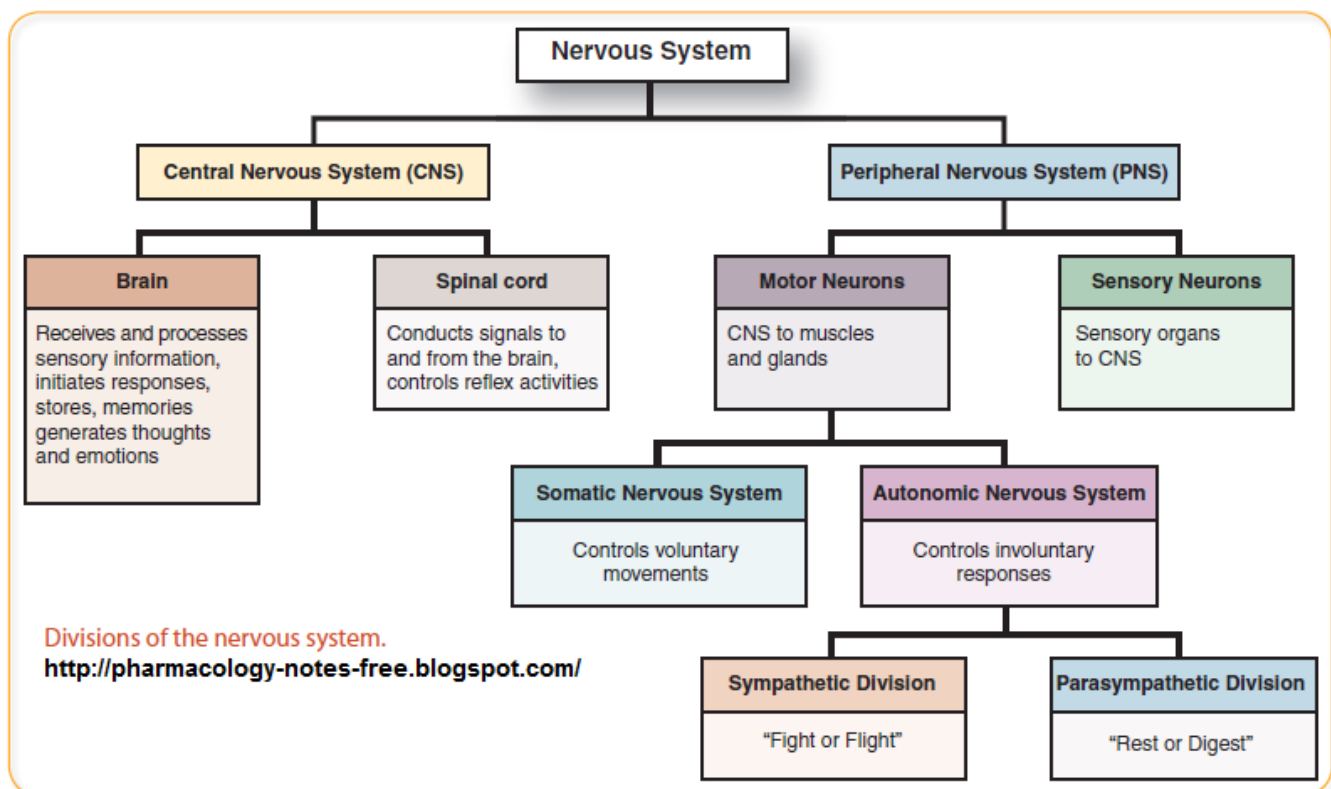 Nervous System
Central Nervous System (CNS)
Peripheral Nervous System (PNS)
Brain
Receives and processes
sensory information,
initiates responses,
stores, memories
generates thoughts
and emotions
Spinal cord
Conducts signals to
and from the brain,
controls reflex activities
Motor Neurons
CNS to muscles
and glands
Sensory Neurons
Sensory organs
to CNS
Somatic Nervous System
Controls voluntary
movements
Autonomic Nervous System
Controls involuntary
responses
Sympathetic Division
“Fight or Flight”
Parasympathetic Division
“Rest or Digest”
Divisions of the nervous system.
http://pharmacology-notes-free.blogspot.com/